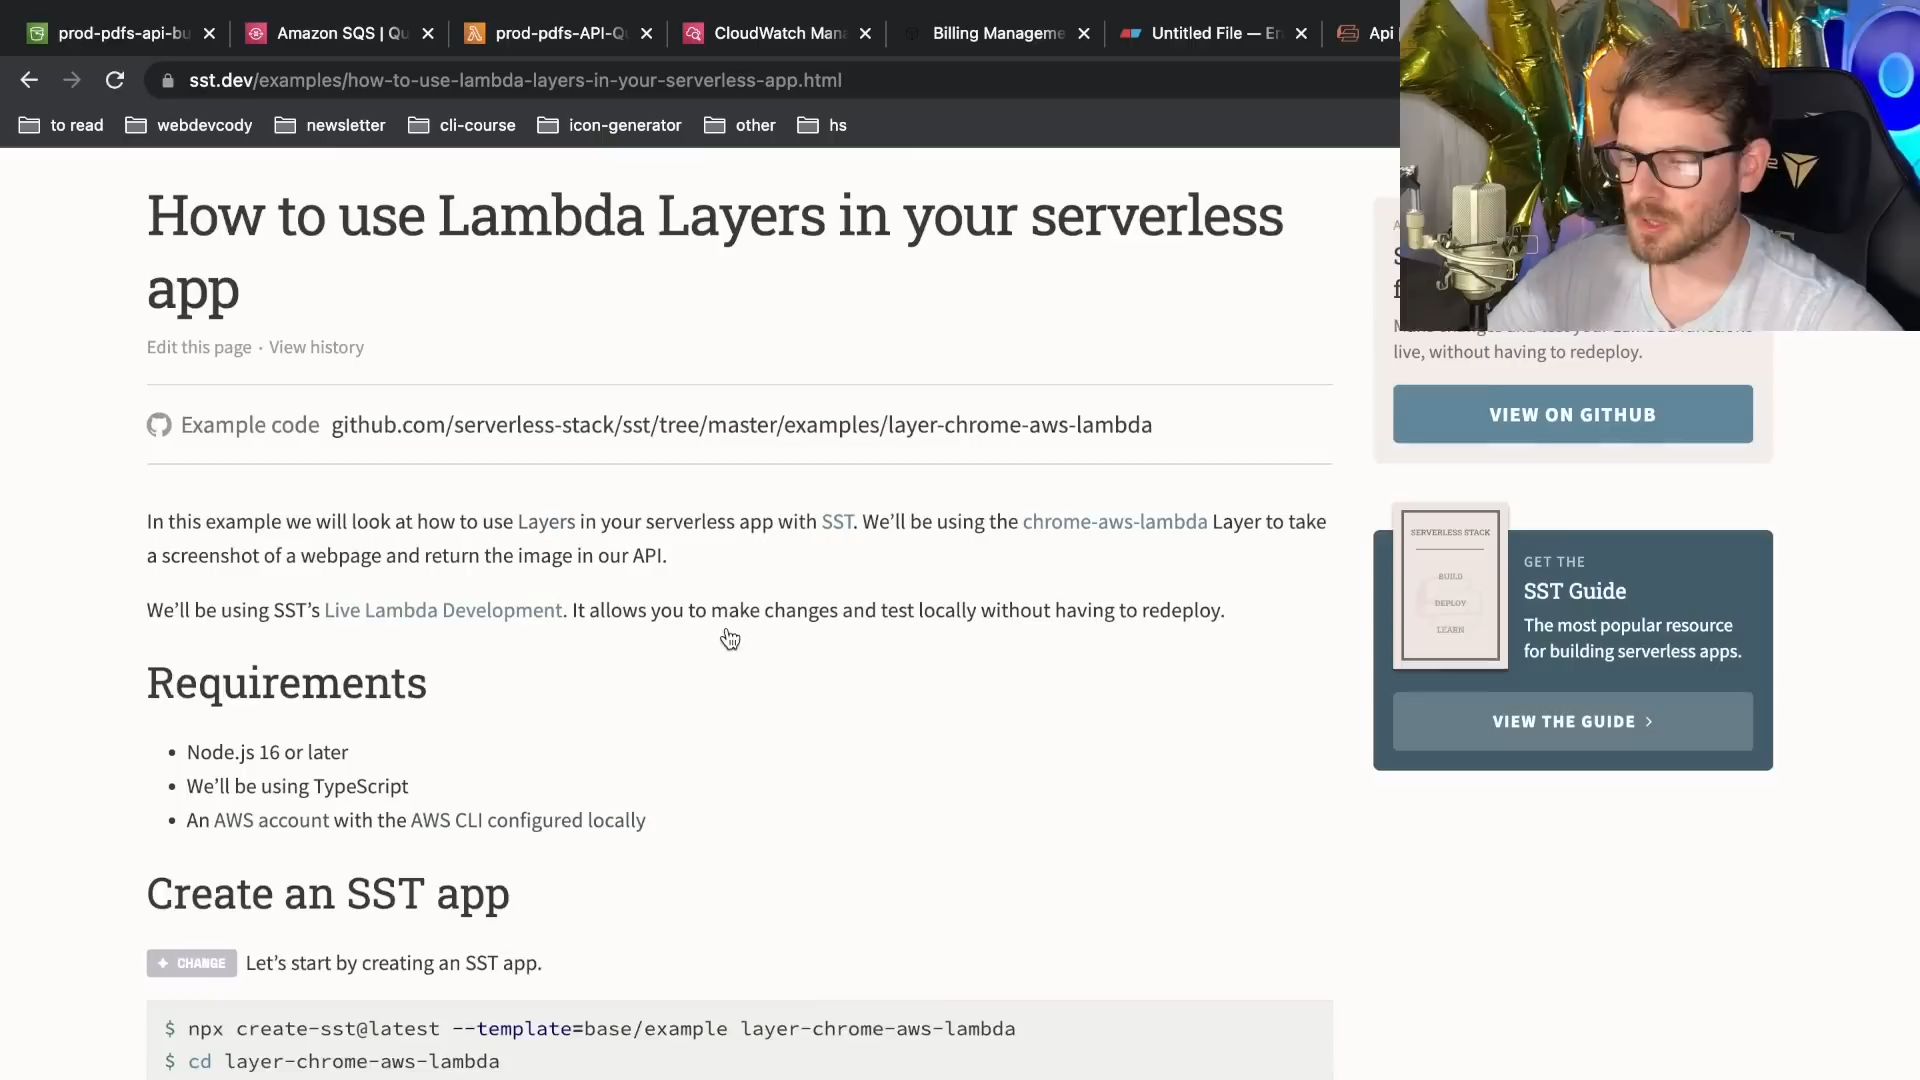 prod-pdfs-api-bu
Amazon SQS | Qu
prod-pdfs-API-Q
CloudWatch Man
Billing Manageme
Untitled File — Er
Api
sst.dev/examples/how-to-use-lambda-layers-in-your-serverless-app.html
to read
webdevcody
newsletter
cli-course
icon-generator
other
hs
How to use Lambda Layers in your serverless
app
Edit this page • View history
Example code github.com/serverless-stack/sst/tree/master/examples/layer-chrome-aws-lambda
In this example we will look at how to use Layers in your serverless app with SST. We’ll be using the chrome-aws-lambda Layer to take
a screenshot of a webpage and return the image in our API.
We’ll be using SST’s Live Lambda Development. It allows you to make changes and test locally without having to redeploy.
Requirements
• Node.js 16 or later
• We’ll be using TypeScript
• An AWS account with the AWS CLI configured locally
Create an SST app
CHANGE Let’s start by creating an SST app.
$ npx create-sst@latest --template=base/example layer-chrome-aws-lambda
$ cd layer-chrome-aws-lambda
live, without having to redeploy.
VIEW ON GITHUB
SERVERLESS STACK
BUILD
DEPLOY
LEARN
GET THE
SST Guide
The most popular resource
for building serverless apps.
VIEW THE GUIDE >